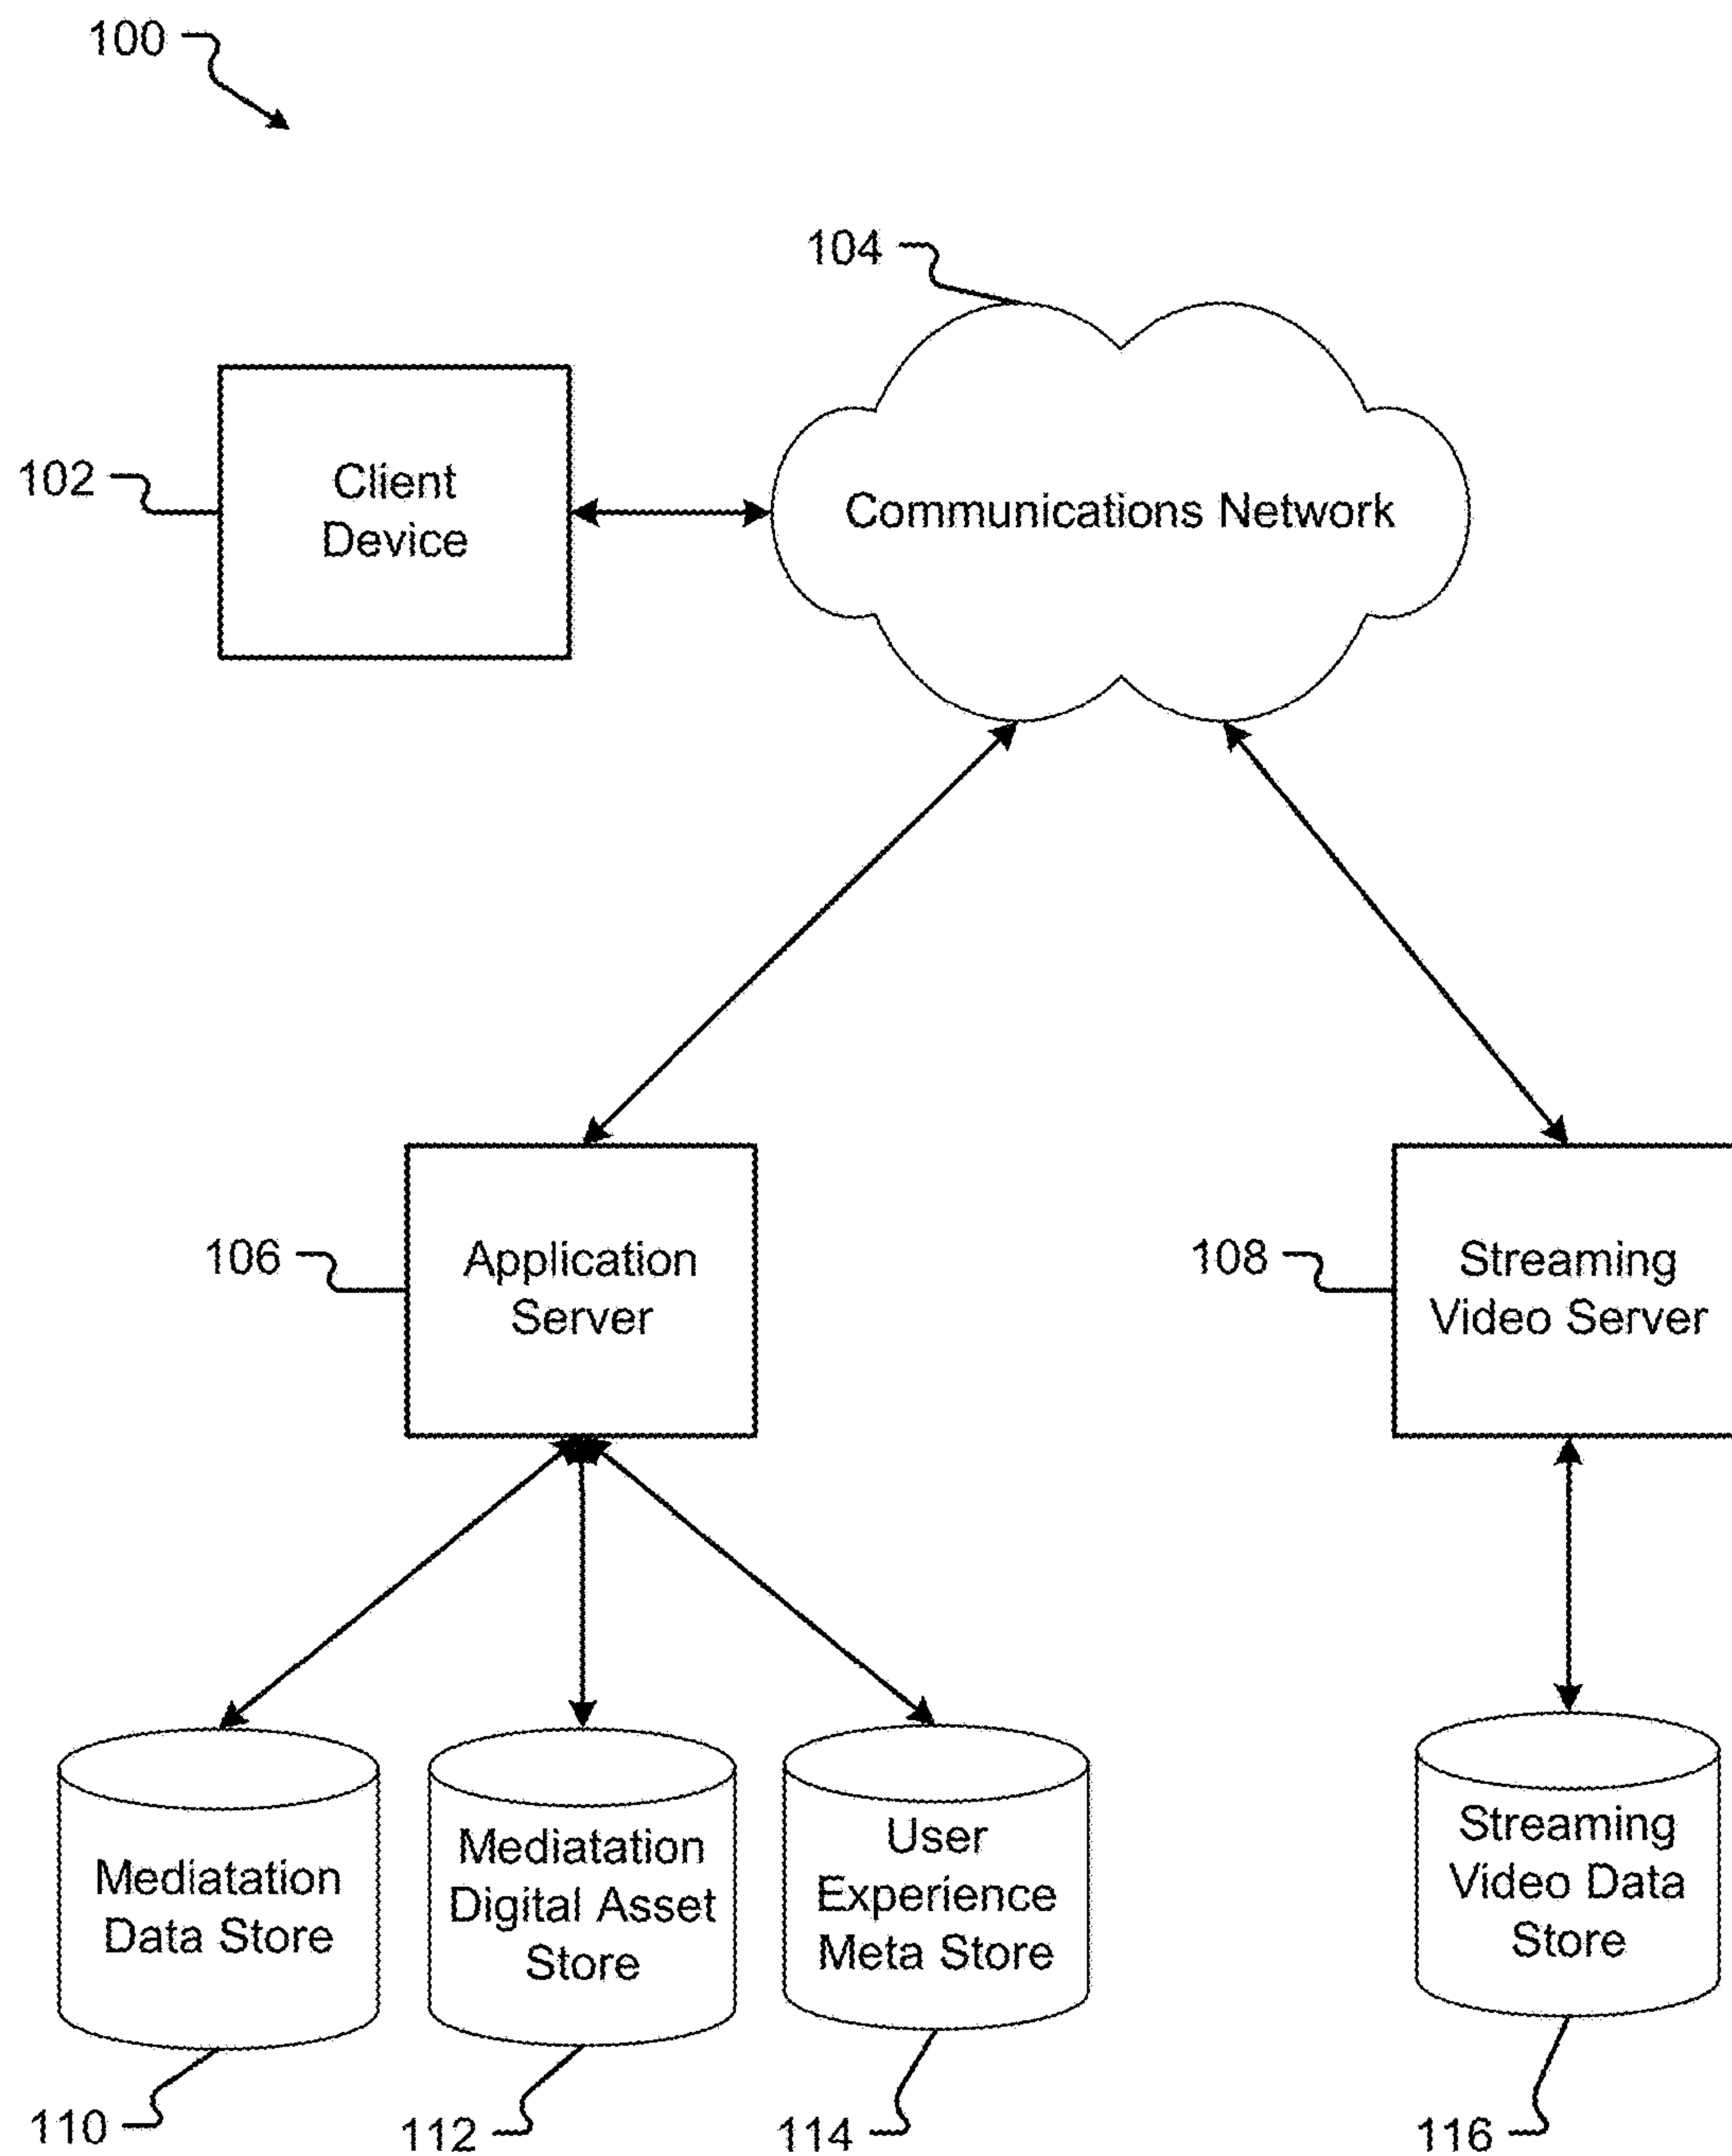 100
104
102
Client
Device
Communications Network
106
Application
Server
108
Streaming
Video Server
Mediatation
Data Store
Mediatation
Digital Asset
Store
User
Experience
Meta Store
Streaming
Video Data
Store
110
112
114
116